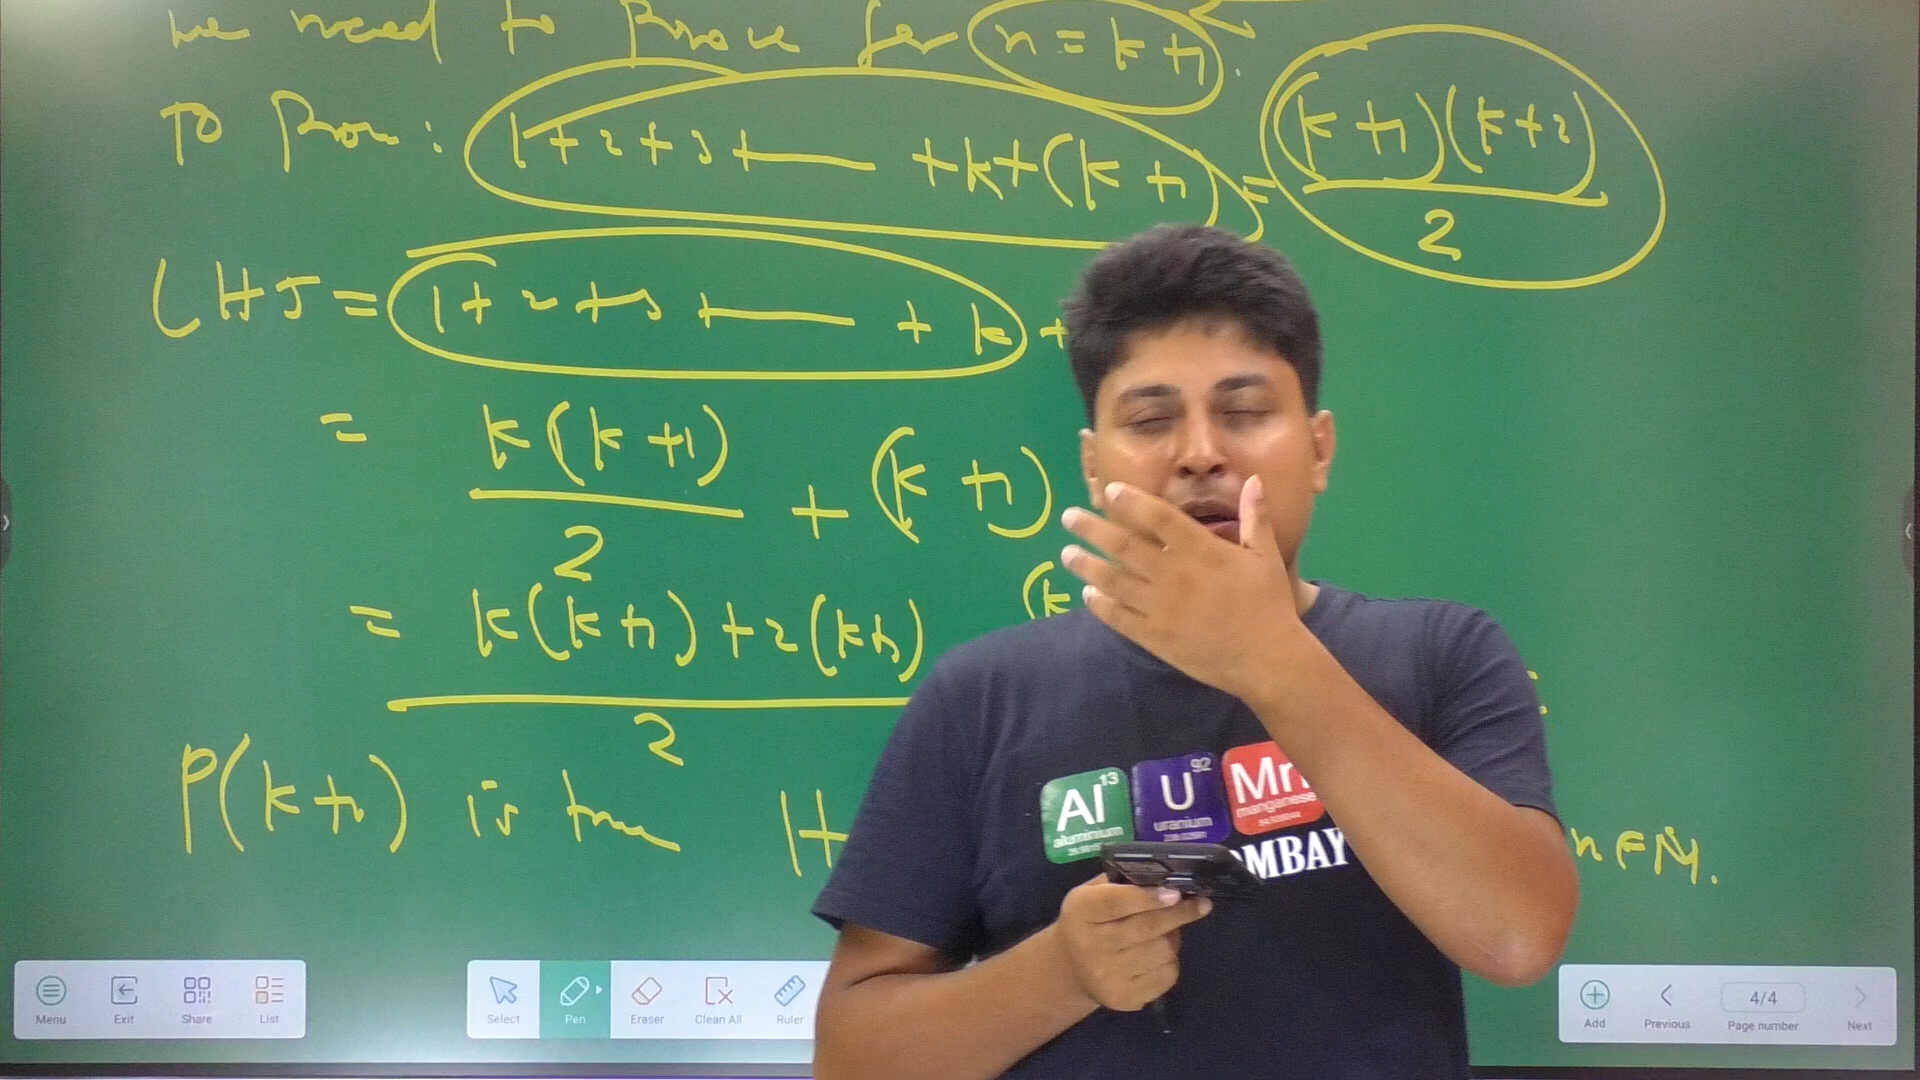 we need to prove for n = k+1.
To Prove: 1+2+3+ — +k+(k+1) = (k+1)(k+2)/2
LHS = 1+2+3+ — + k +
= k(k+1)/2 + (k+1)
= k(k+1)+2(k+1)/2 (k
P(k+1) is true H n∈N.
13 Al aluminium
92 U uranium
Mn manganese
OMBAY
Menu Exit Share List Select Pen Eraser Clean All Ruler Add Previous 4/4 Page number Next